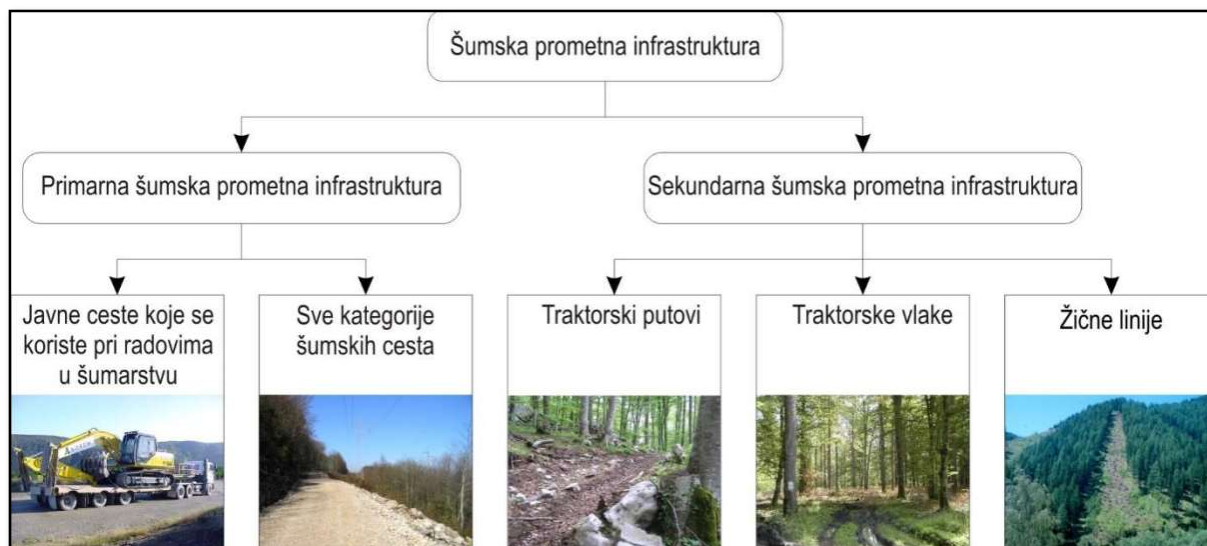 Šumska prometna infrastruktura
Primarna šumska prometna infrastruktura
Sekundarna šumska prometna infrastruktura
Javne ceste koje se
koriste pri radovima
u šumarstvu
Sve kategorije
šumskih cesta
Traktorski putovi
Traktorske vlake
Žične linije